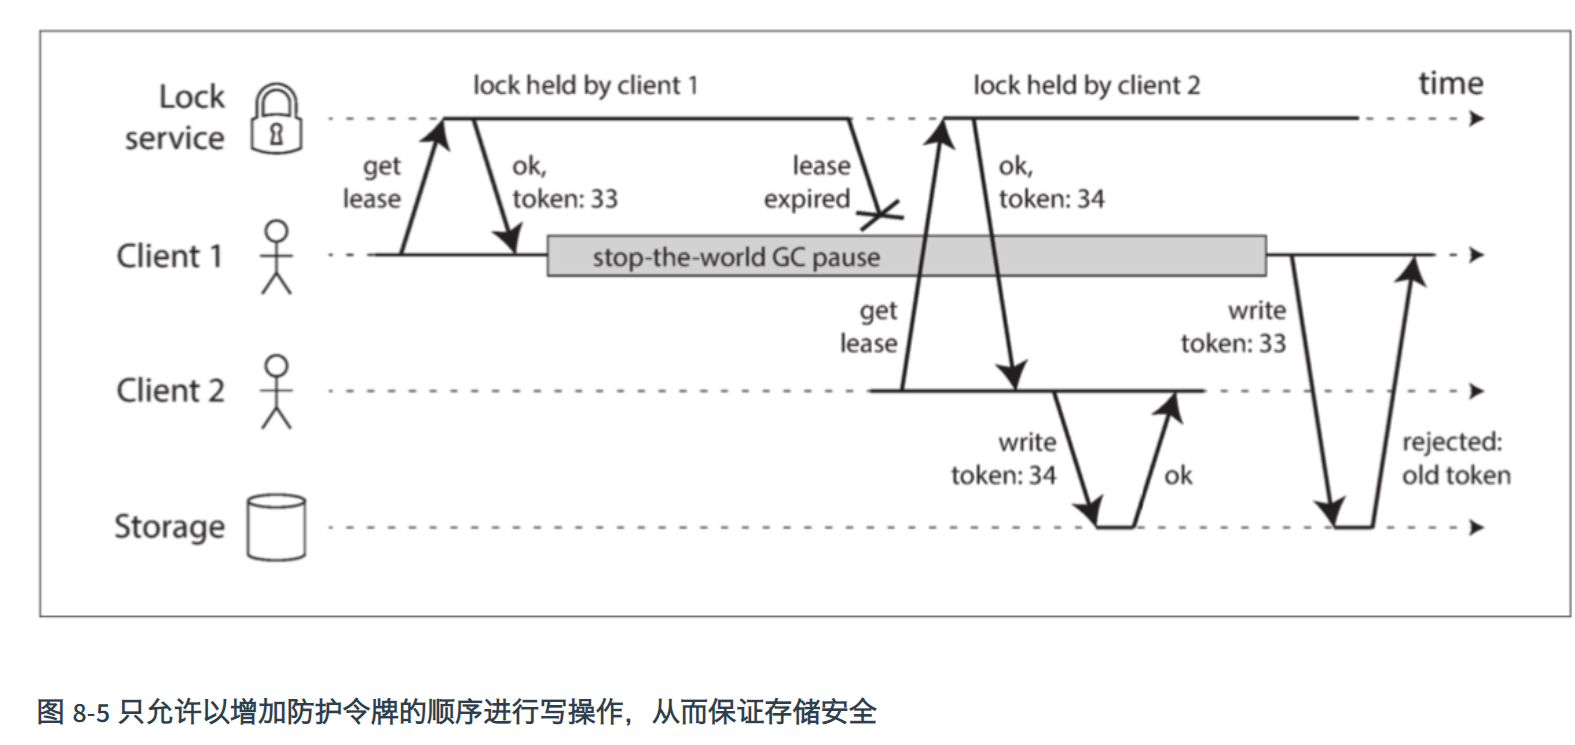 lock held by client 1
lock held by client 2
time
Lock
service
get
lease
ok,
token: 33
lease
expired
ok,
token: 34
Client 1
stop-the-world GC pause
get
lease
write
token: 33
Client 2
write
token: 34
ok
rejected:
old token
Storage
图 8-5 只允许以增加防护令牌的顺序进行写操作，从而保证存储安全